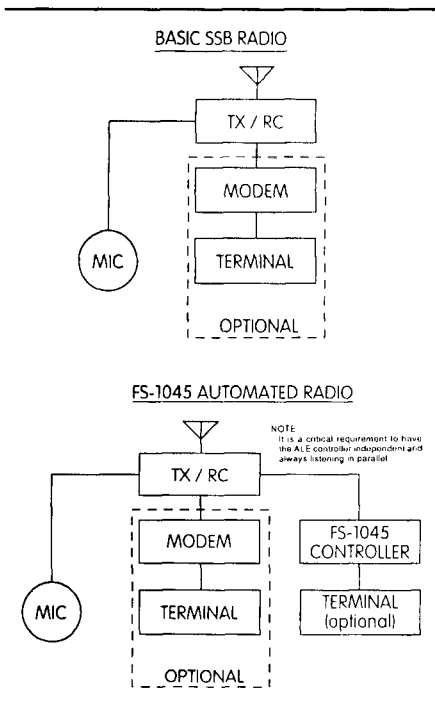 BASIC SSB RADIO
TX / RC
MODEM
MIC
TERMINAL
OPTIONAL
FS-1045 AUTOMATED RADIO
NOTE
It is a critical requirement to have
the ALE controller independent and
always listening in parallel
TX / RC
MODEM
FS-1045
CONTROLLER
MIC
TERMINAL
TERMINAL
(optional)
OPTIONAL